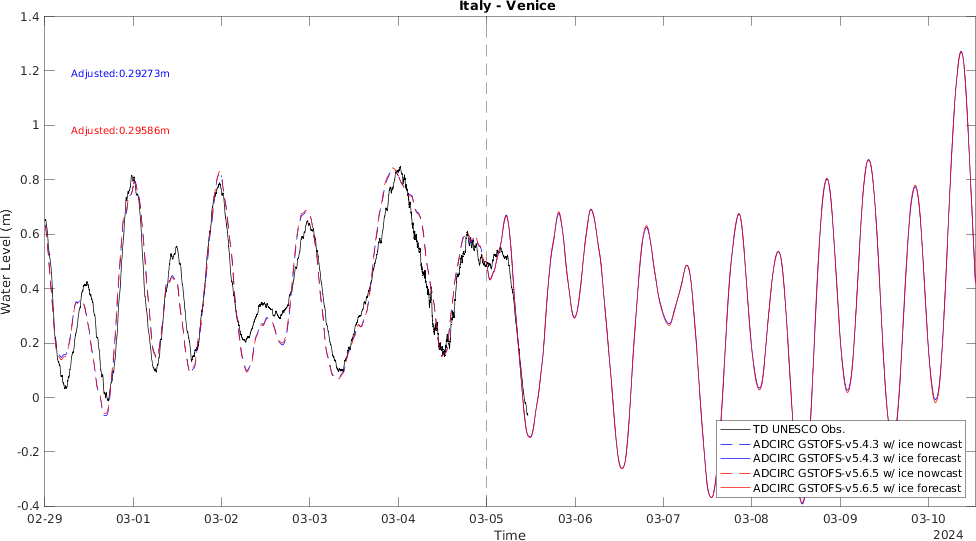 Italy - Venice
Water Level (m)
1.4
1.2
1
0.8
0.6
0.4
0.2
0
-0.2
-0.4
Adjusted:0.29273m
Adjusted:0.29586m
TD UNESCO Obs.
ADCIRC GSTOFS-v5.4.3 w/ ice nowcast
ADCIRC GSTOFS-v5.4.3 w/ ice forecast
ADCIRC GSTOFS-v5.6.5 w/ ice nowcast
ADCIRC GSTOFS-v5.6.5 w/ ice forecast
02-29 03-01 03-02 03-03 03-04 03-05 03-06 03-07 03-08 03-09 03-10
Time
2024